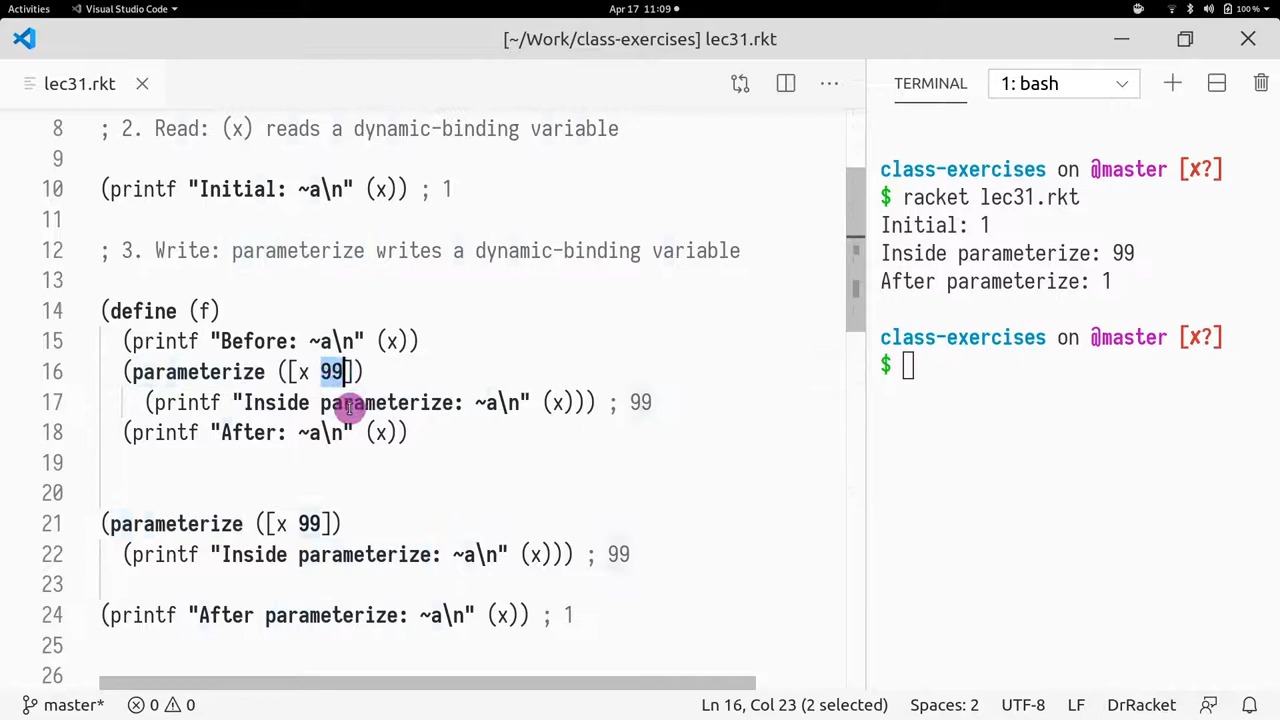 Activities Visual Studio Code Apr 17 11:09 100 %
[~/Work/class-exercises] lec31.rkt
lec31.rkt
TERMINAL 1: bash
8 ; 2. Read: (x) reads a dynamic-binding variable
9
10 (printf "Initial: ~a\n" (x)) ; 1
11
12 ; 3. Write: parameterize writes a dynamic-binding variable
13
14 (define (f)
15 (printf "Before: ~a\n" (x))
16 (parameterize ([x 99])
17 (printf "Inside parameterize: ~a\n" (x))) ; 99
18 (printf "After: ~a\n" (x))
19
20
21 (parameterize ([x 99])
22 (printf "Inside parameterize: ~a\n" (x))) ; 99
23
24 (printf "After parameterize: ~a\n" (x)) ; 1
25
26
class-exercises on @master [✘?]
$ racket lec31.rkt
Initial: 1
Inside parameterize: 99
After parameterize: 1
class-exercises on @master [✘?]
$
master* 0 0 Ln 16, Col 23 (2 selected) Spaces: 2 UTF-8 LF DrRacket